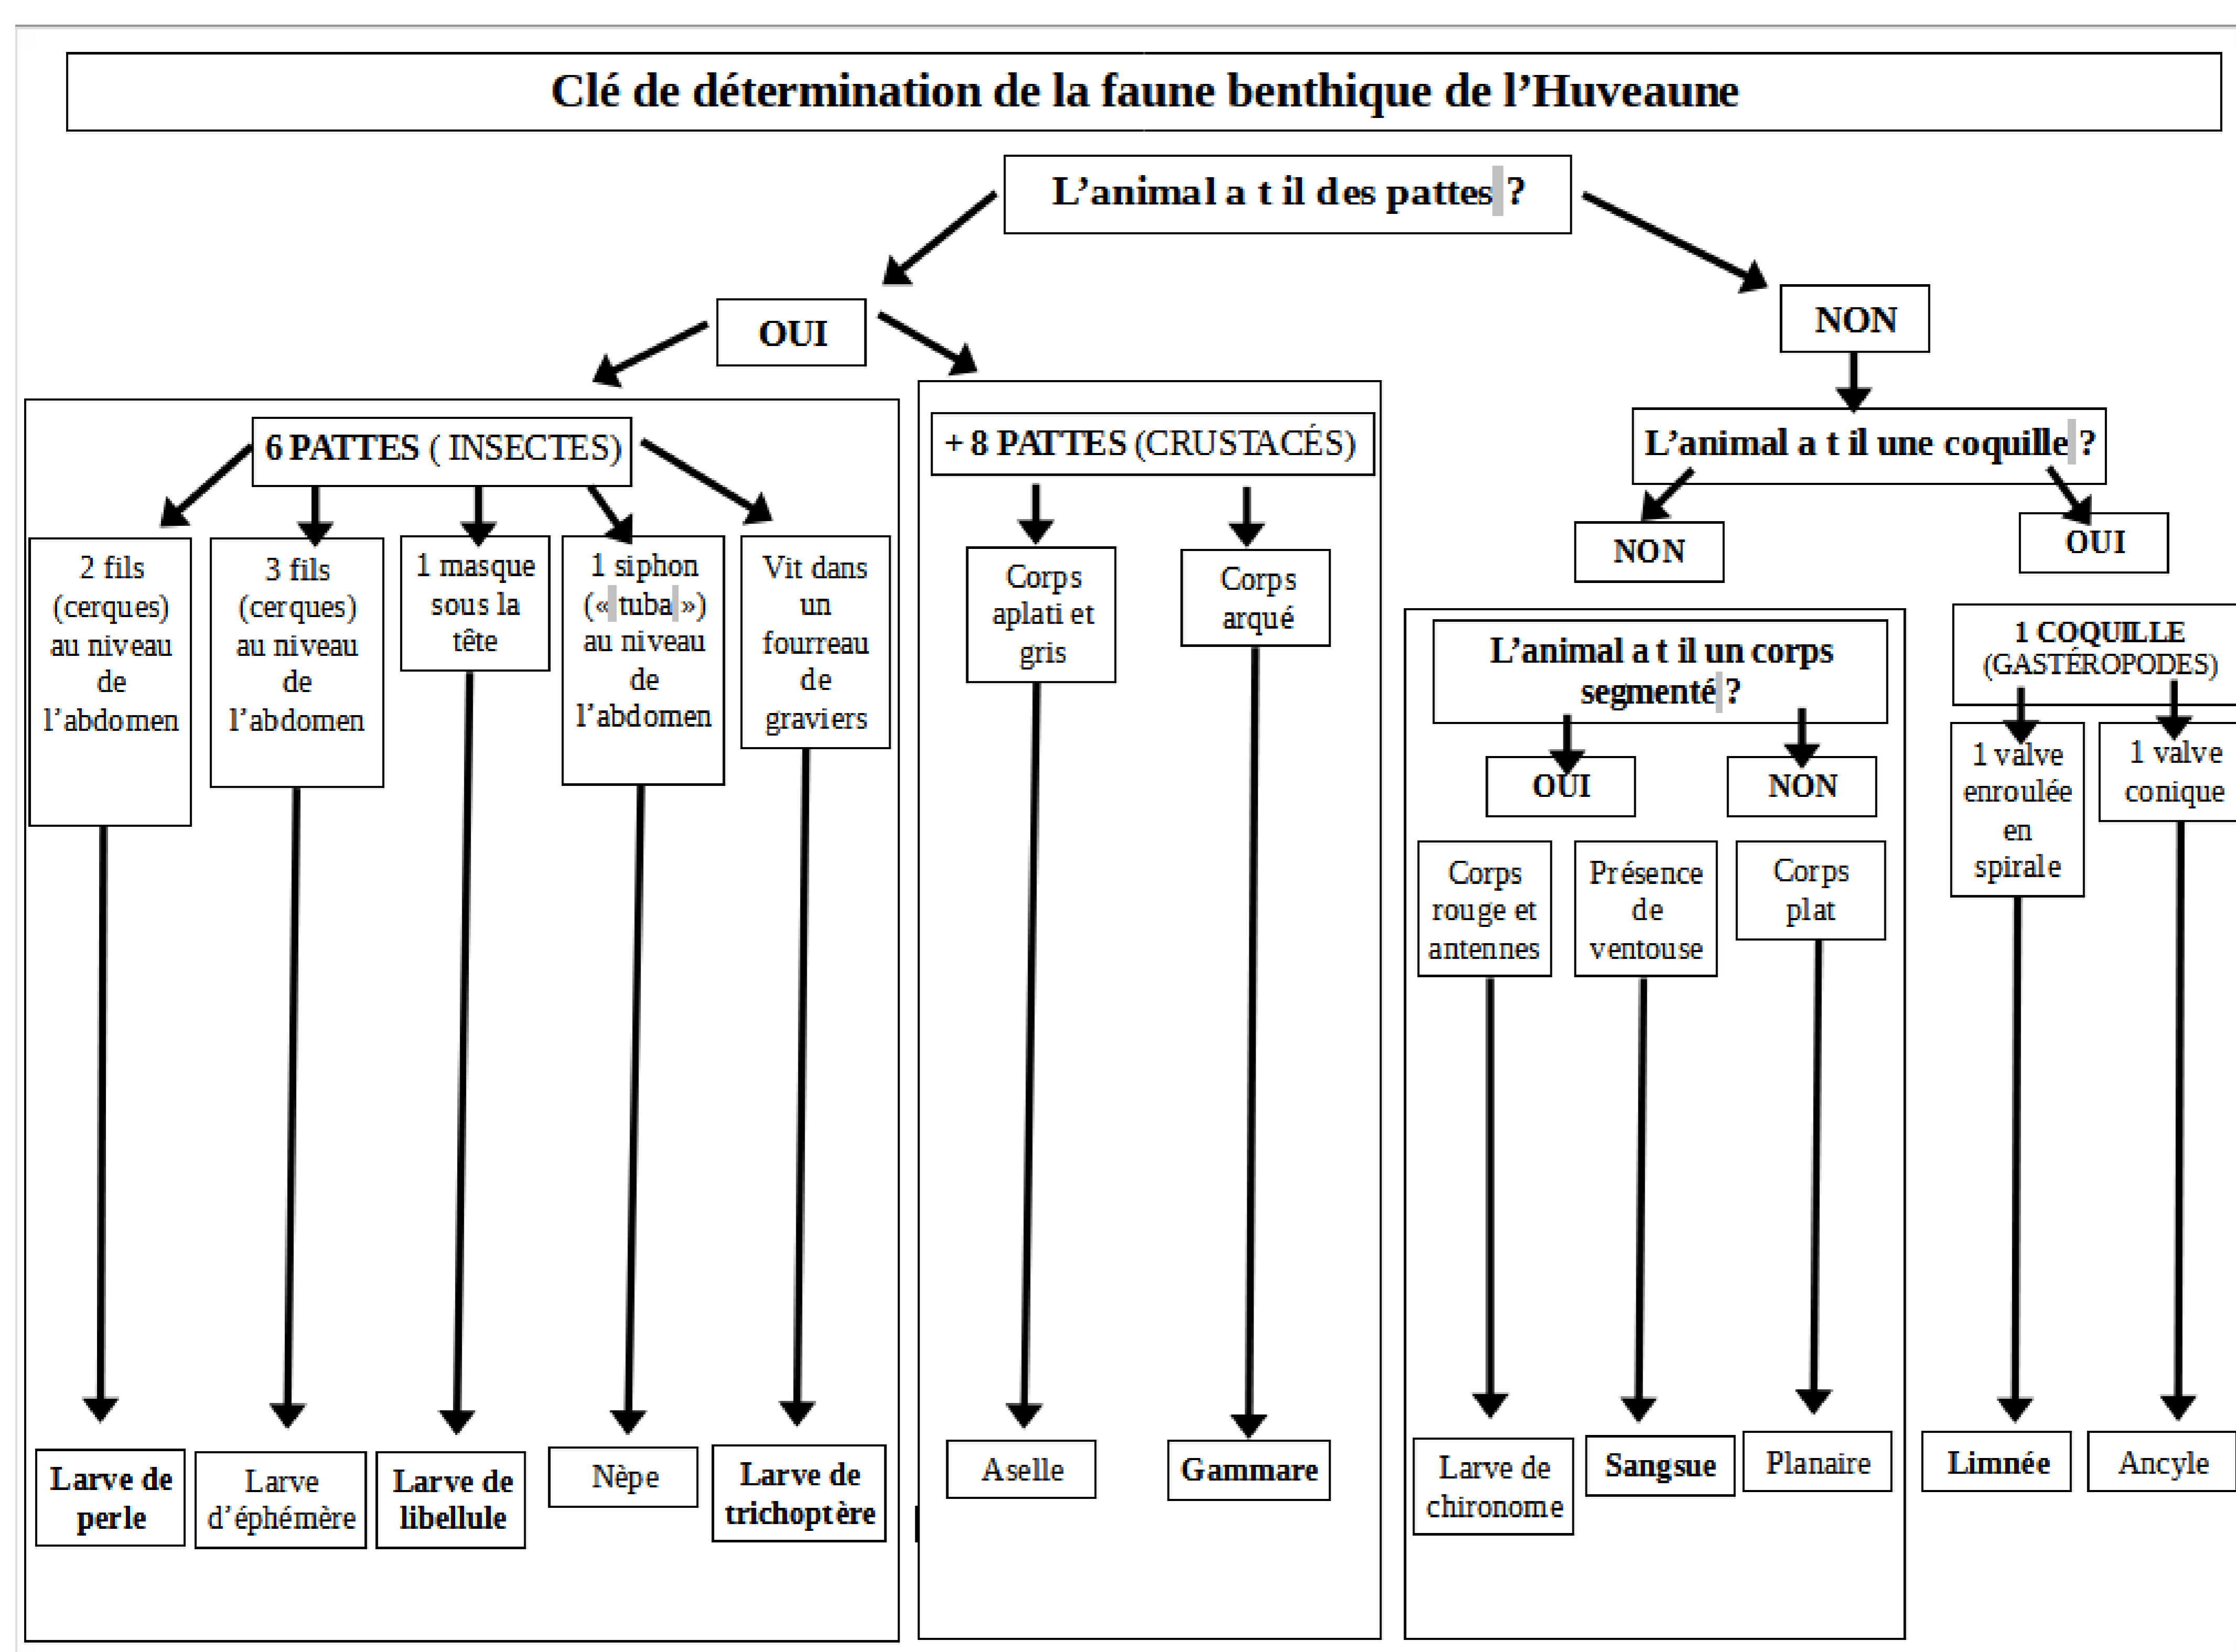 Clé de détermination de la faune benthique de l’Huveaune
L’animal a t il des pattes ?
OUI
NON
6 PATTES ( INSECTES)
+ 8 PATTES (CRUSTACÉS)
L’animal a t il une coquille ?
NON
OUI
2 fils
(cerques)
au niveau
de
l’abdomen
3 fils
(cerques)
au niveau
de
l’abdomen
1 masque
sous la
tête
1 siphon
(« tuba »)
au niveau
de
l’abdomen
Vit dans
un
fourreau
de
graviers
Corps
aplati et
gris
Corps
arqué
L’animal a t il un corps
segmenté ?
OUI
NON
Corps
rouge et
antennes
Présence
de
ventouse
Corps
plat
1 COQUILLE
(GASTÉROPODES)
1 valve
enroulée
en
spirale
1 valve
conique
Larve de
perle
Larve
d’éphémère
Larve de
libellule
Nèpe
Larve de
trichoptère
Aselle
Gammare
Larve de
chironome
Sangsue
Planaire
Limnée
Ancyle